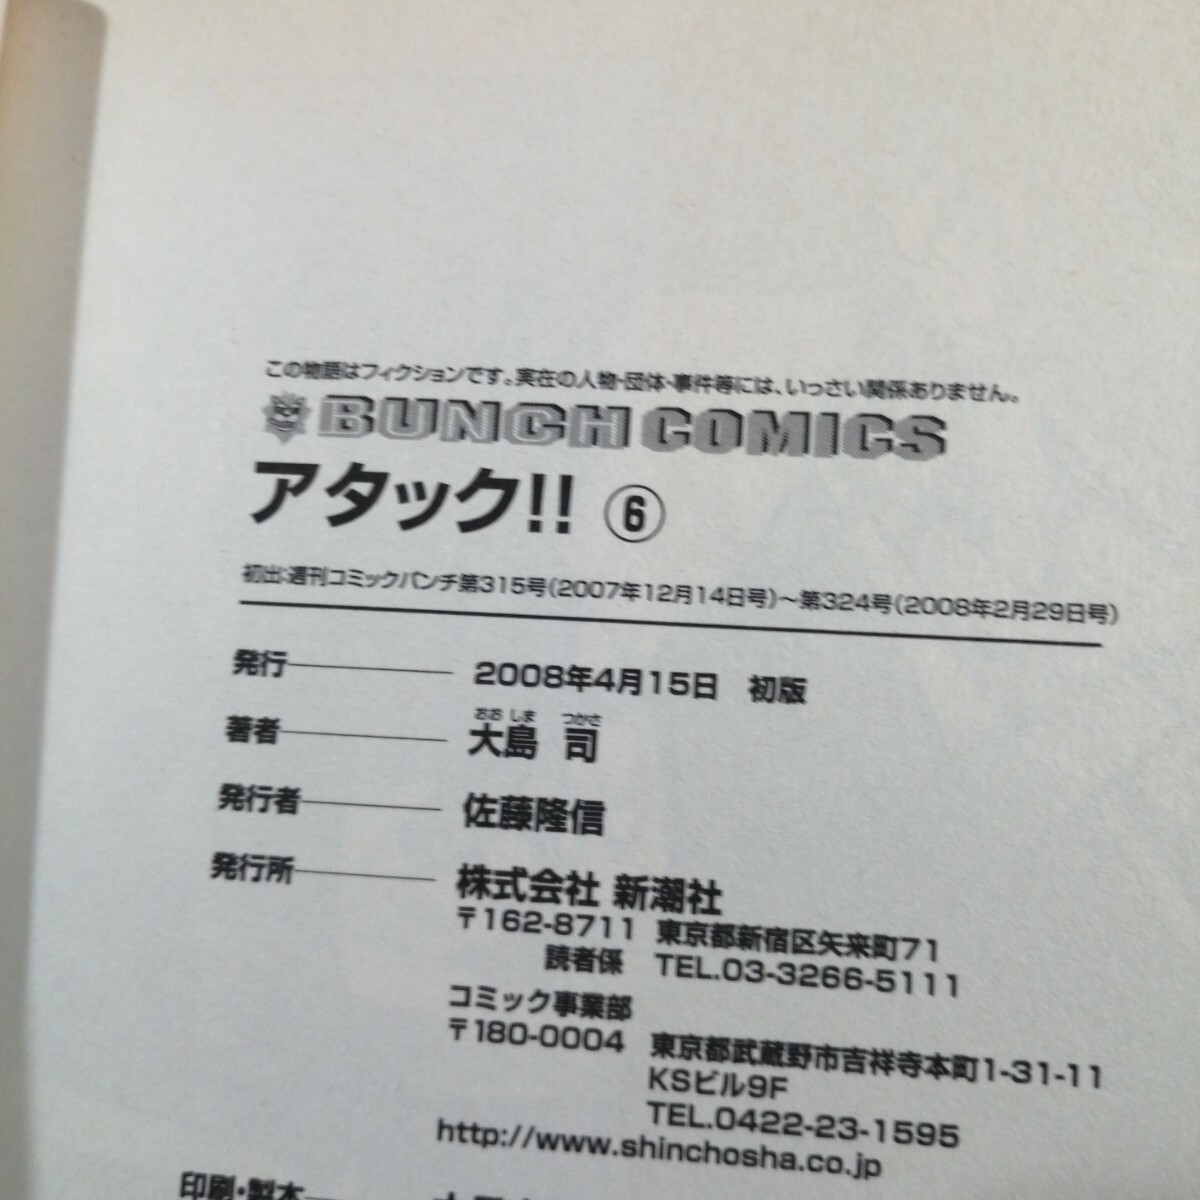 この物語はフィクションです。実在の人物・団体・事件等には、いっさい関係ありません。
BUNCH COMICS
アタック!! ⑥
初出:週刊コミックバンチ第315号(2007年12月14日号)〜第324号(2008年2月29日号)
発行 2008年4月15日 初版
おお しま つかさ
著者 大島 司
発行者 佐藤隆信
発行所 株式会社 新潮社
〒162-8711 東京都新宿区矢来町71
読者係 TEL.03-3266-5111
コミック事業部
〒180-0004 東京都武蔵野市吉祥寺本町1-31-11
KSビル9F
TEL.0422-23-1595
http://www.shinchosha.co.jp
印刷・製本